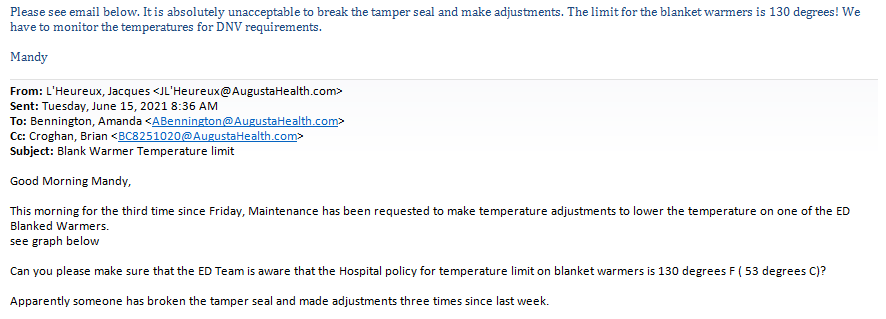 Please see email below. It is absolutely unacceptable to break the tamper seal and make adjustments. The limit for the blanket warmers is 130 degrees! We
have to monitor the temperatures for DNV requirements.
Mandy
From: L'Heureux, Jacques <JL'Heureux@AugustaHealth.com>
Sent: Tuesday, June 15, 2021 8:36 AM
To: Bennington, Amanda <ABennington@AugustaHealth.com>
Cc: Croghan, Brian <BC8251020@AugustaHealth.com>
Subject: Blank Warmer Temperature limit
Good Morning Mandy,
This morning for the third time since Friday, Maintenance has been requested to make temperature adjustments to lower the temperature on one of the ED
Blanked Warmers.
see graph below
Can you please make sure that the ED Team is aware that the Hospital policy for temperature limit on blanket warmers is 130 degrees F ( 53 degrees C)?
Apparently someone has broken the tamper seal and made adjustments three times since last week.